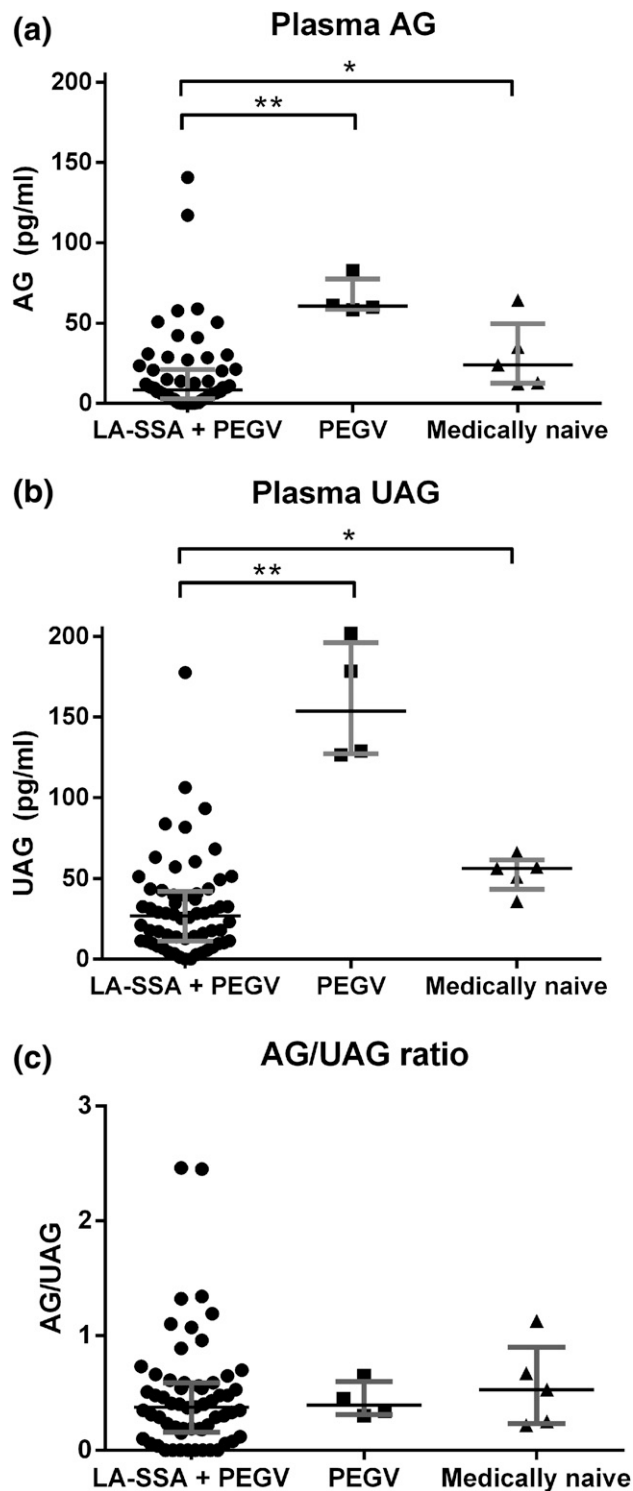 (a) Plasma AG
*
**
200
150
100
50
0
AG (pg/ml)
LA-SSA + PEGV PEGV Medically naive
(b) Plasma UAG
*
**
200
150
100
50
0
UAG (pg/ml)
LA-SSA + PEGV PEGV Medically naive
(c) AG/UAG ratio
3
2
1
0
AG/UAG
LA-SSA + PEGV PEGV Medically naive